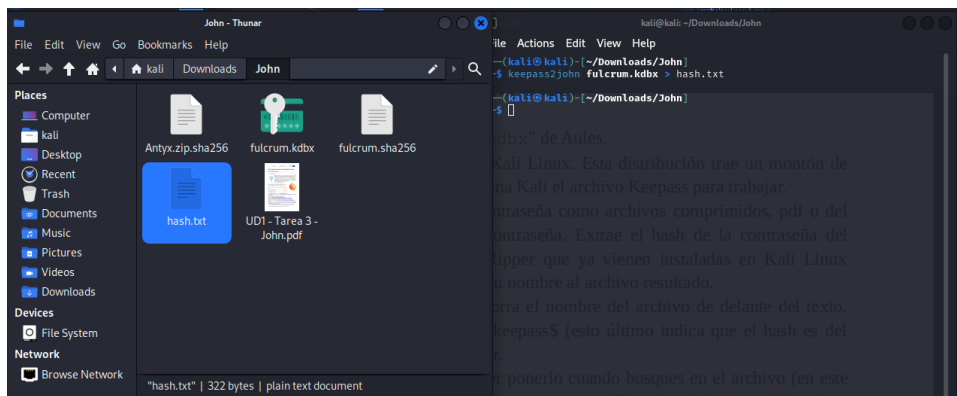 John - Thunar
File Edit View Go Bookmarks Help
kali Downloads John
Places
Computer
kali
Desktop
Recent
Trash
Documents
Music
Pictures
Videos
Downloads
Devices
File System
Network
Browse Network
Antyx.zip.sha256 fulcrum.kdbx fulcrum.sha256
hash.txt UD1 - Tarea 3 -
John.pdf
"hash.txt" | 322 bytes | plain text document
kali@kali: ~/Downloads/John
File Actions Edit View Help
(kali㉿kali)-[~/Downloads/John]
$ keepass2john fulcrum.kdbx > hash.txt
(kali㉿kali)-[~/Downloads/John]
$
" de Aules.
Kali Linux. Esta distribución trae un montón de
na Kali el archivo Keepass para trabajar.
ntraseña como archivos comprimidos, pdf o del
ontraseña. Extrae el hash de la contraseña del
ripper que ya vienen instaladas en Kali Linux
u nombre al archivo resultado.
orra el nombre del archivo de delante del texto.
keepass$ (esto último indica que el hash es del
r.
r ponerlo cuando busques en el archivo (en este